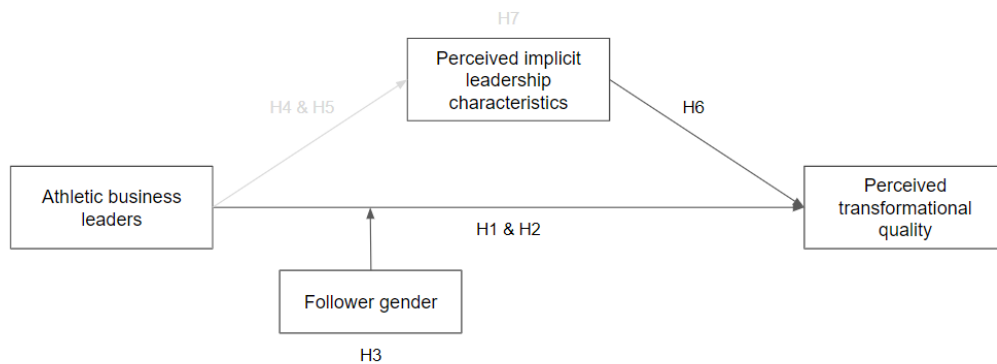 H7
Perceived implicit
leadership
characteristics
H4 & H5
H6
Athletic business
leaders
Perceived
transformational
quality
H1 & H2
Follower gender
H3